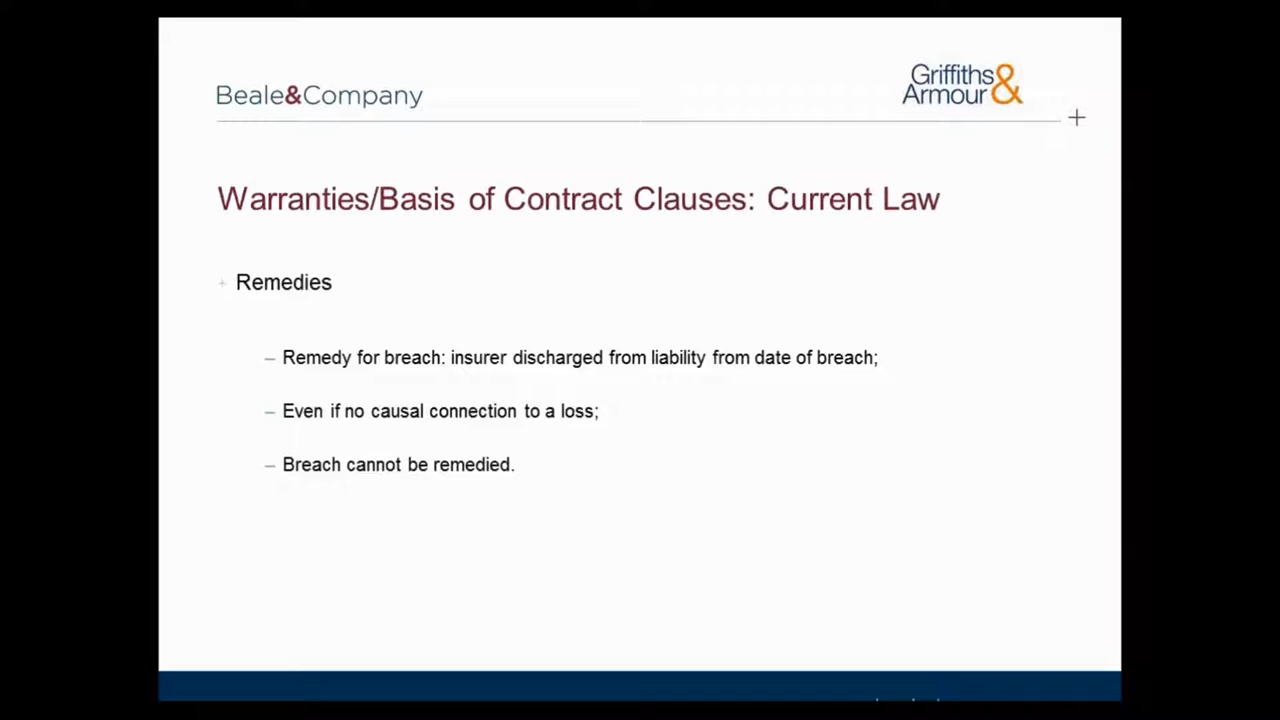 Beale&Company
Griffiths&
Armour
Warranties/Basis of Contract Clauses: Current Law
+ Remedies
– Remedy for breach: insurer discharged from liability from date of breach;
– Even if no causal connection to a loss;
– Breach cannot be remedied.